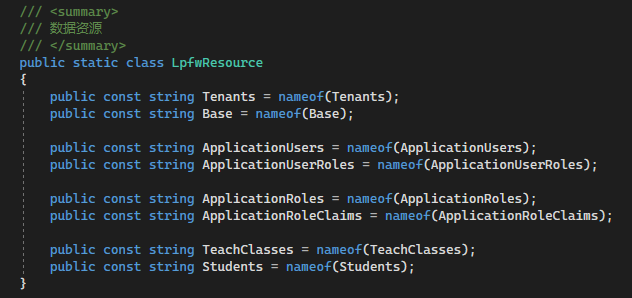 /// <summary>
/// 数据资源
/// </summary>
public static class LpfwResource
{
public const string Tenants = nameof(Tenants);
public const string Base = nameof(Base);
public const string ApplicationUsers = nameof(ApplicationUsers);
public const string ApplicationUserRoles = nameof(ApplicationUserRoles);
public const string ApplicationRoles = nameof(ApplicationRoles);
public const string ApplicationRoleClaims = nameof(ApplicationRoleClaims);
public const string TeachClasses = nameof(TeachClasses);
public const string Students = nameof(Students);
}